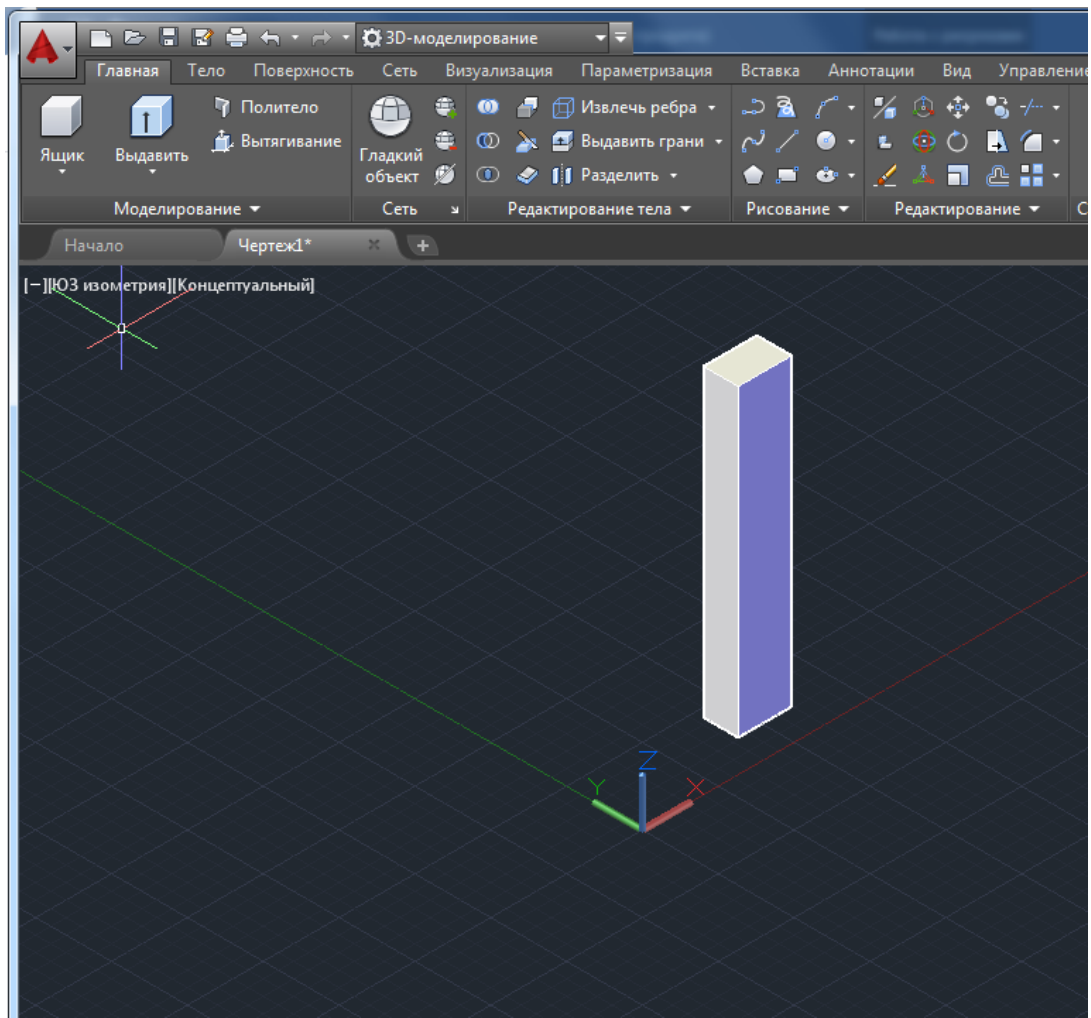 3D-моделирование
Главная Тело Поверхность Сеть Визуализация Параметризация Вставка Аннотации Вид Управление
Политело Извлечь ребра
Ящик Выдавить Вытягивание Гладкий объект Выдавить грани
Разделить
Моделирование Сеть Редактирование тела Рисование Редактирование С
Начало Чертеж1*
[−][ЮЗ изометрия][Концептуальный]
Z
Y X